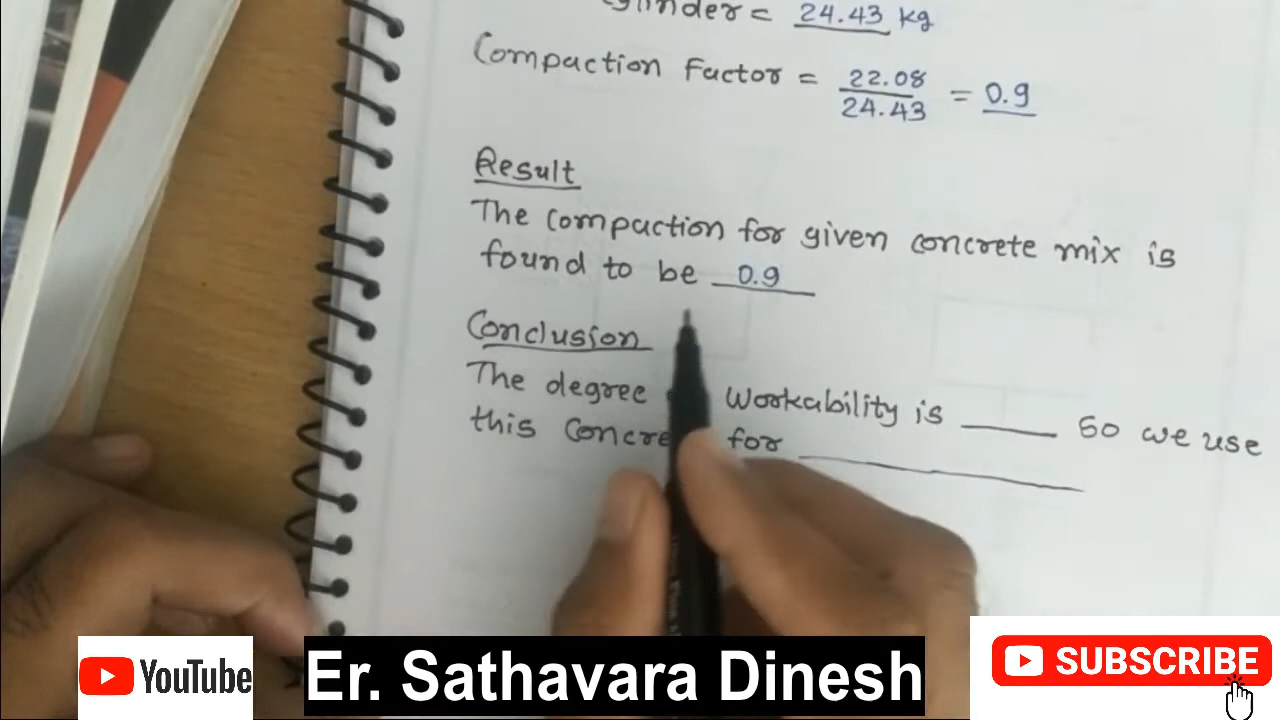 = 24.43 kg
Compaction Factor = 22.08 / 24.43 = 0.9
Result
The Compaction for given concrete mix is
found to be 0.9
Conclusion
The degree workability is ____ So we use
this for ____
YouTube
Er. Sathavara Dinesh
SUBSCRIBE